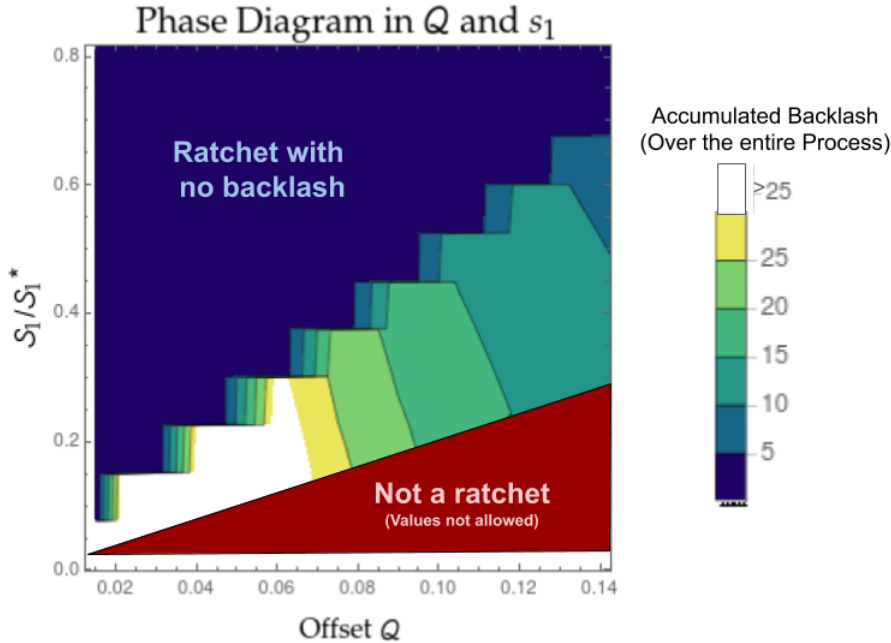 Phase Diagram in Q and s₁
0.8
0.6
0.4
0.2
0.0
S₁/S₁*
Ratchet with
no backlash
Not a ratchet
(Values not allowed)
0.02 0.04 0.06 0.08 0.10 0.12 0.14
Offset Q
Accumulated Backlash
(Over the entire Process)
≥25
25
20
15
10
5